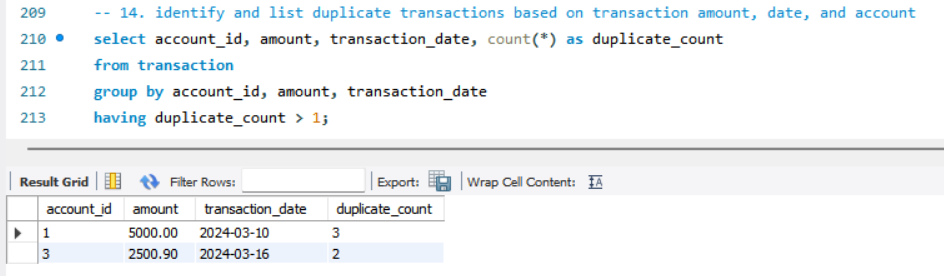 209 -- 14. identify and list duplicate transactions based on transaction amount, date, and account
210 select account_id, amount, transaction_date, count(*) as duplicate_count
211 from transaction
212 group by account_id, amount, transaction_date
213 having duplicate_count > 1;
Result Grid Filter Rows: Export: Wrap Cell Content: IA
account_id amount transaction_date duplicate_count
1 5000.00 2024-03-10 3
3 2500.90 2024-03-16 2